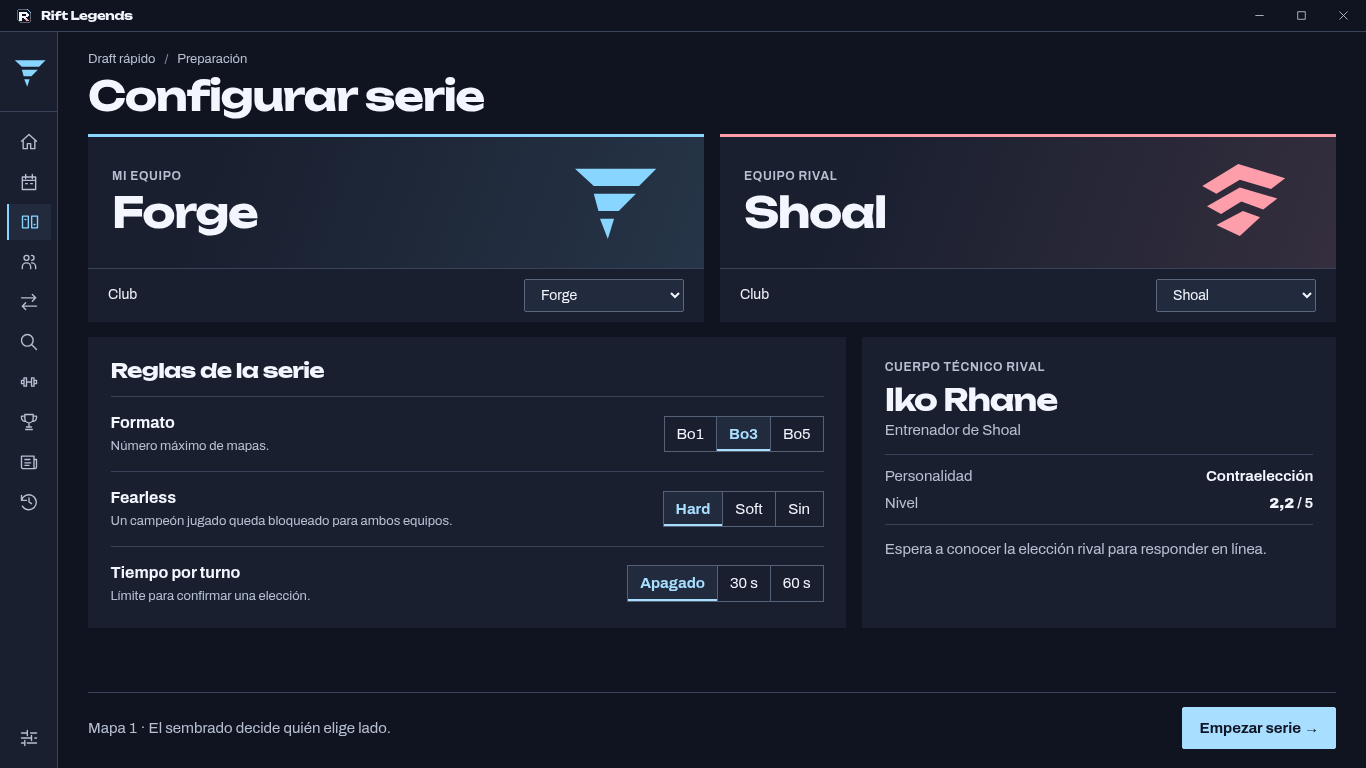 Rift Legends
Draft rápido / Preparación
Configurar serie
MI EQUIPO
Forge
Club
Forge
EQUIPO RIVAL
Shoal
Club
Shoal
Reglas de la serie
Formato
Número máximo de mapas.
Bo1 Bo3 Bo5
Fearless
Un campeón jugado queda bloqueado para ambos equipos.
Hard Soft Sin
Tiempo por turno
Límite para confirmar una elección.
Apagado 30 s 60 s
CUERPO TÉCNICO RIVAL
Iko Rhane
Entrenador de Shoal
Personalidad Contraelección
Nivel 2,2 / 5
Espera a conocer la elección rival para responder en línea.
Mapa 1 · El sembrado decide quién elige lado.
Empezar serie →